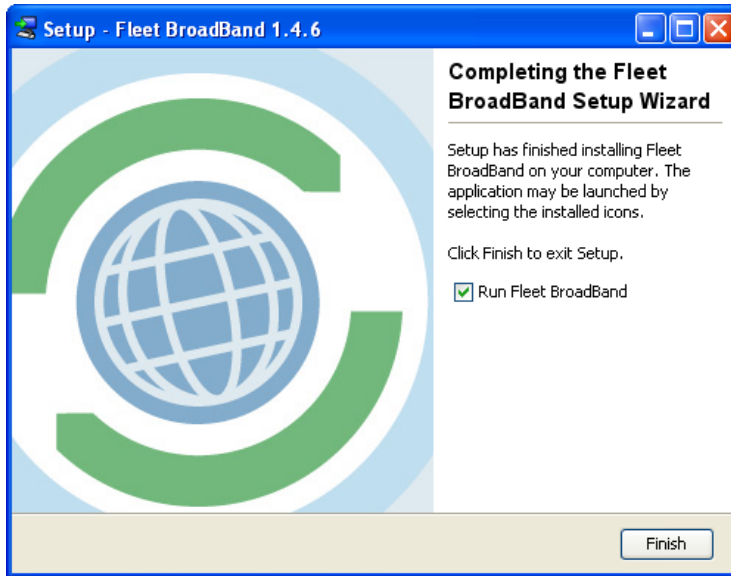 Setup - Fleet BroadBand 1.4.6
Completing the Fleet
BroadBand Setup Wizard
Setup has finished installing Fleet
BroadBand on your computer. The
application may be launched by
selecting the installed icons.
Click Finish to exit Setup.
Run Fleet BroadBand
Finish